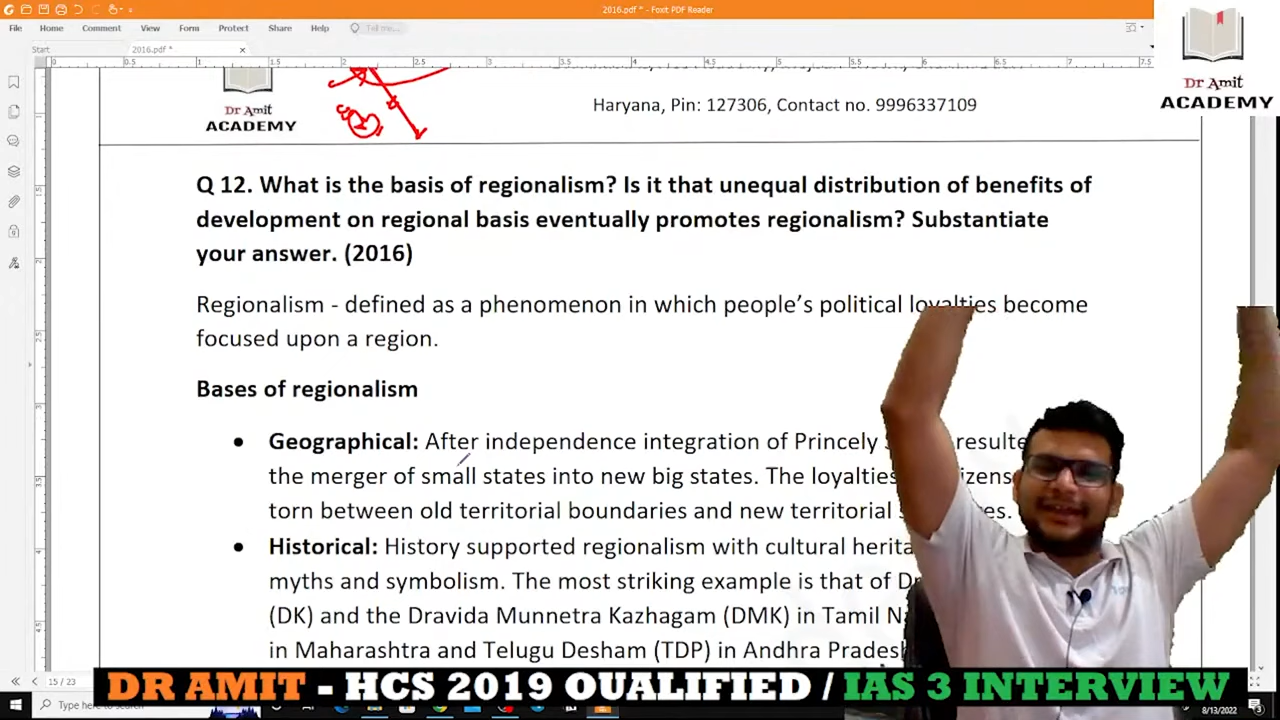 2016.pdf * - Foxit PDF Reader
File Home Comment View Form Protect Share Help Tell me...
Start 2016.pdf *
Dr Amit
ACADEMY
Dr Amit
ACADEMY
Haryana, Pin: 127306, Contact no. 9996337109
Q 12. What is the basis of regionalism? Is it that unequal distribution of benefits of
development on regional basis eventually promotes regionalism? Substantiate
your answer. (2016)
Regionalism - defined as a phenomenon in which people's political loyalties become
focused upon a region.
Bases of regionalism
• Geographical: After independence integration of Princely resulte
the merger of small states into new big states. The loyalties
torn between old territorial boundaries and new territorial
• Historical: History supported regionalism with cultural
myths and symbolism. The most striking example is that of
(DK) and the Dravida Munnetra Kazhagam (DMK) in Tamil
in Maharashtra and Telugu Desham (TDP) in Andhra Pradesh
15 / 23
DR AMIT - HCS 2019 QUALIFIED / IAS 3 INTERVIEW
Type here to
8/13/2022